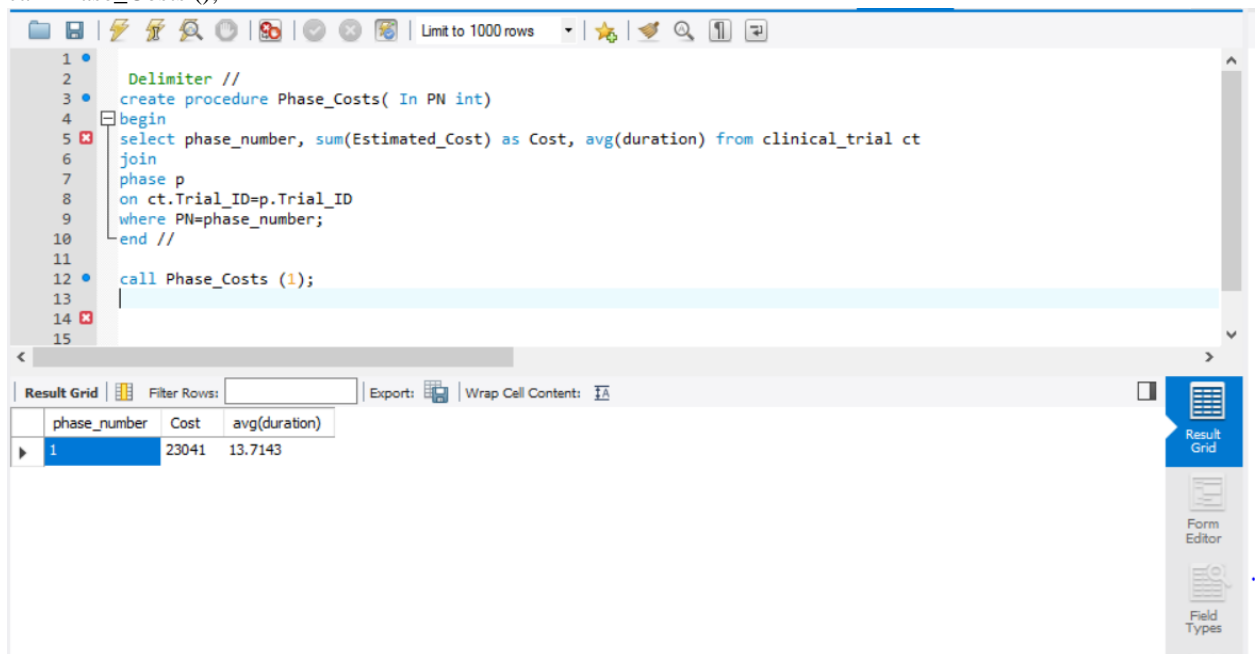 Limit to 1000 rows
1
2 Delimiter //
3 create procedure Phase_Costs( In PN int)
4 begin
5 select phase_number, sum(Estimated_Cost) as Cost, avg(duration) from clinical_trial ct
6 join
7 phase p
8 on ct.Trial_ID=p.Trial_ID
9 where PN=phase_number;
10 end //
11
12 call Phase_Costs (1);
13
14
15
Result Grid Filter Rows: Export: Wrap Cell Content:
phase_number Cost avg(duration)
1 23041 13.7143
Result
Grid
Form
Editor
Field
Types